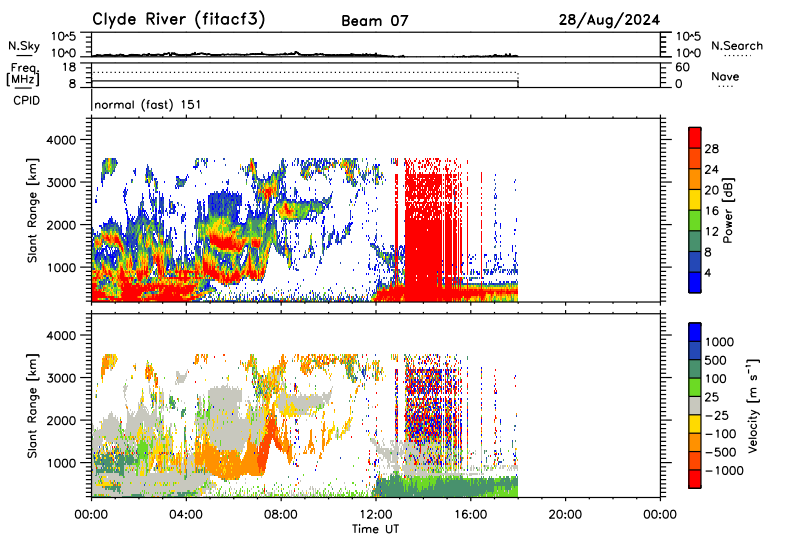 Clyde River (fitacf3) Beam 07 28/Aug/2024
10^5 10^5
N.Sky N.Search
10^0 10^0
Freq. 18 60
[MHz] Nave
8 0
CPID normal (fast) 151
4000
3000
2000
1000
Slant Range [km]
28
24
20
16
12
8
4
Power [dB]
4000
3000
2000
1000
Slant Range [km]
1000
500
100
25
-25
-100
-500
-1000
Velocity [m s⁻¹]
00:00 04:00 08:00 12:00 16:00 20:00 00:00
Time UT